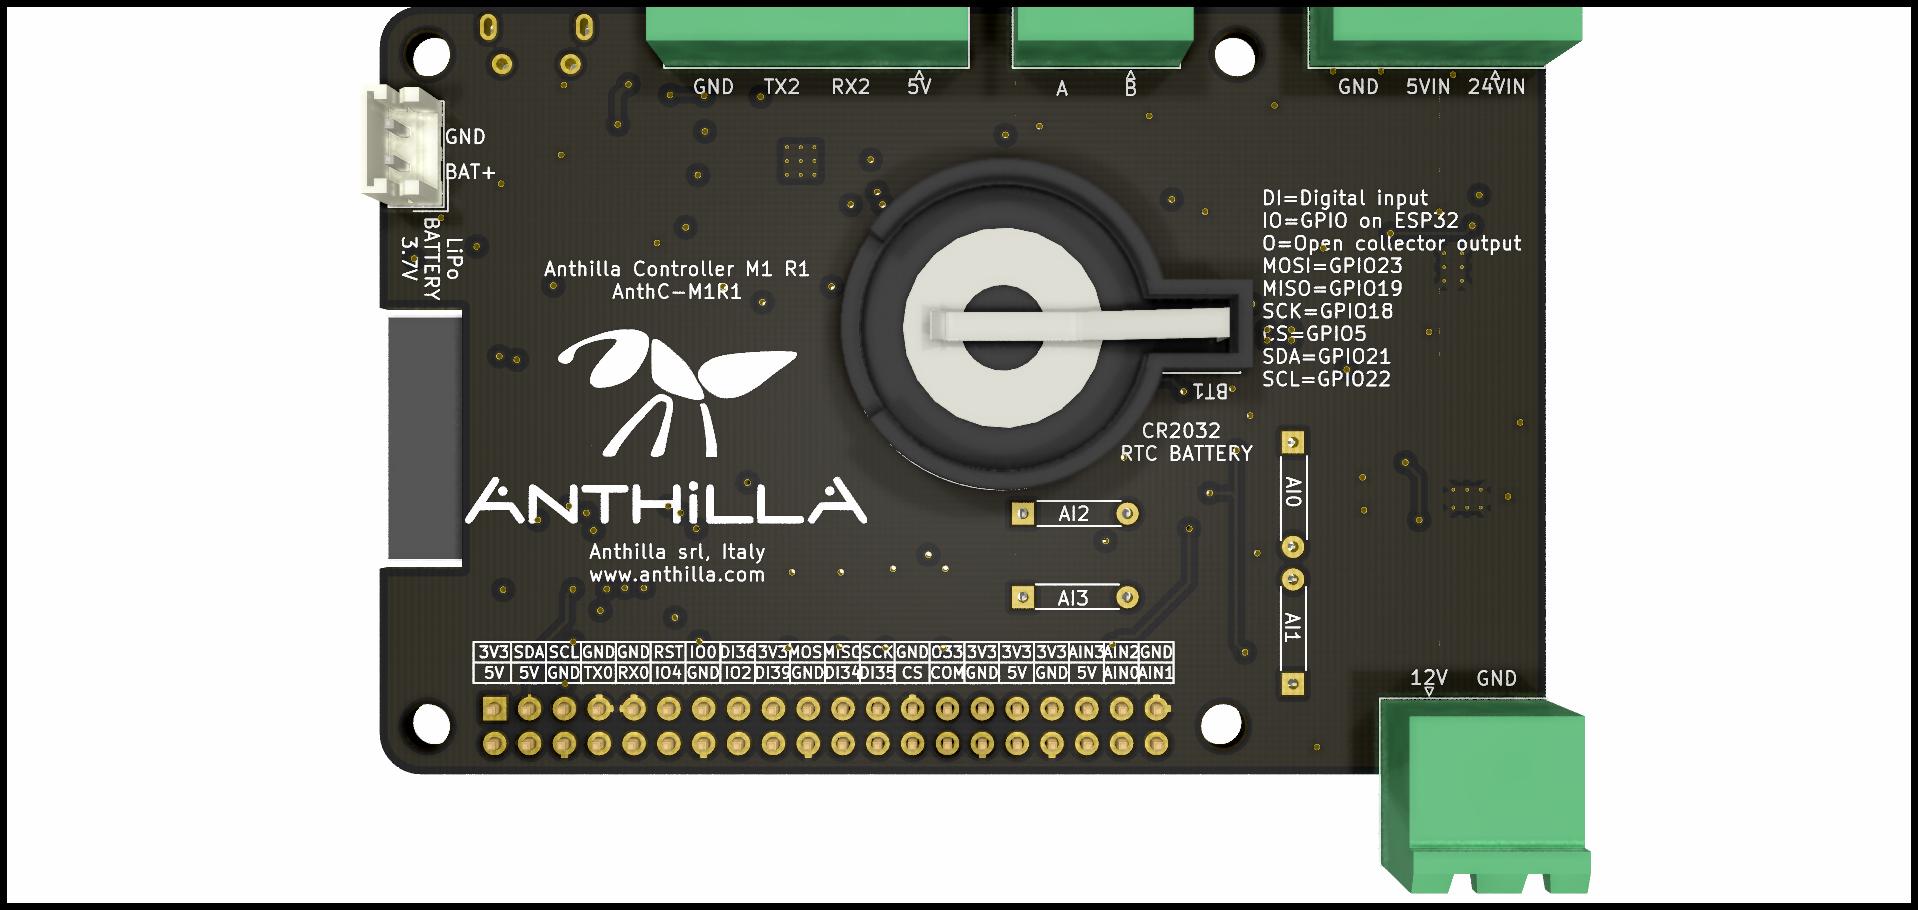 GND TX2 RX2 5V
A B
GND 5VIN 24VIN
GND
BAT+
LiPo
BATTERY
3.7V
DI=Digital input
IO=GPIO on ESP32
O=Open collector output
MOSI=GPIO23
MISO=GPIO19
SCK=GPIO18
CS=GPIO5
SDA=GPIO21
SCL=GPIO22
Anthilla Controller M1 R1
AnthC-M1R1
BT1
CR2032
RTC BATTERY
ANTHiLLA
Anthilla srl, Italy
www.anthilla.com
AI0
AI2
AI3
AI1
3V3 SDA SCL GND GND RST IO0 DI36 3V3 MOSI MISO SCK GND O33 3V3 3V3 3V3 AIN3 AIN2 GND
5V 5V GND TX0 RX0 IO4 GND IO2 DI39 GND DI34 DI35 CS COM GND 5V GND 5V AIN0 AIN1
12V GND